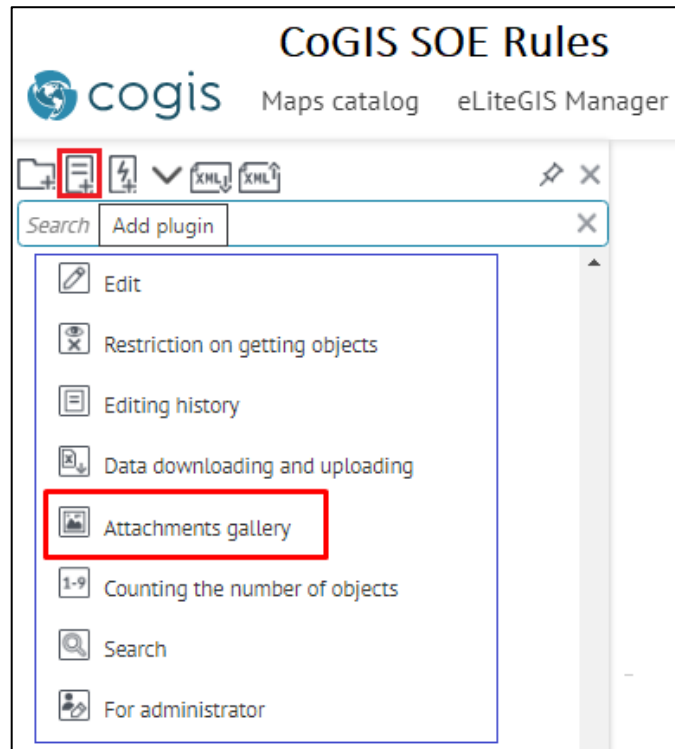 CoGIS SOE Rules
cogis Maps catalog eLiteGIS Manager
XML XML
Search Add plugin
Edit
Restriction on getting objects
Editing history
Data downloading and uploading
Attachments gallery
1-9 Counting the number of objects
Search
For administrator